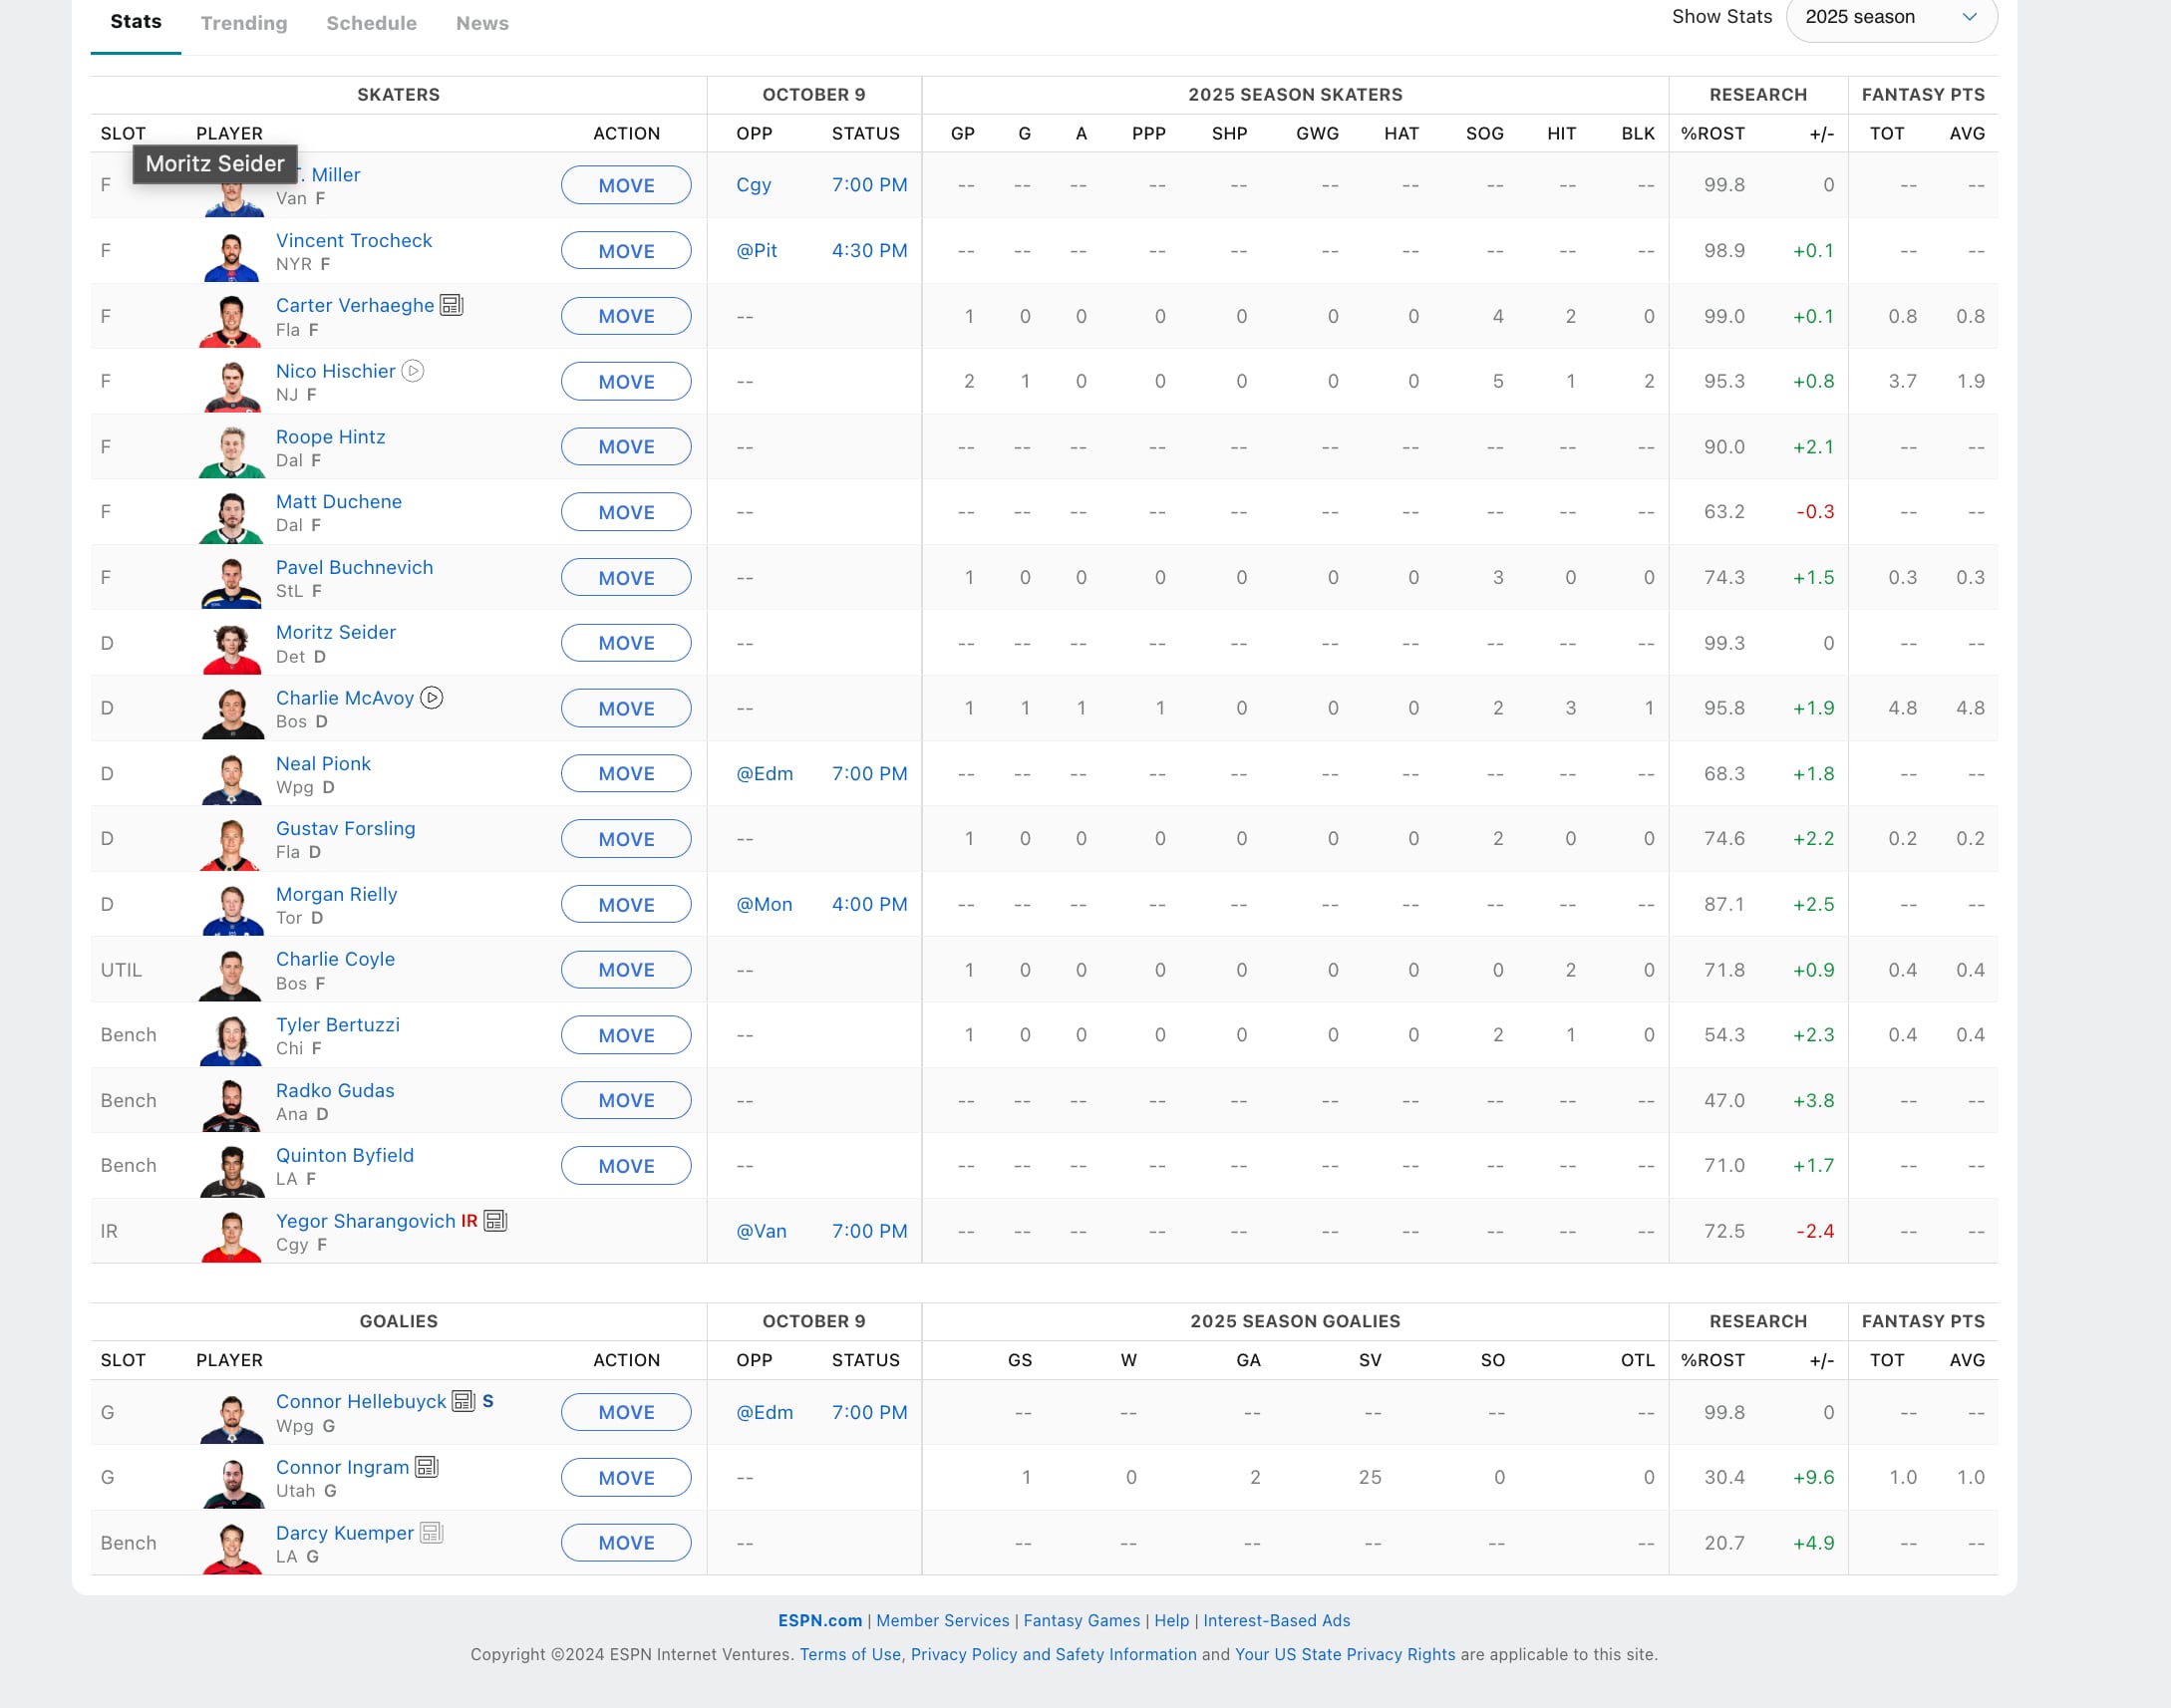 Stats Trending Schedule News Show Stats 2025 season
SKATERS OCTOBER 9 2025 SEASON SKATERS RESEARCH FANTASY PTS
SLOT PLAYER ACTION OPP STATUS GP G A PPP SHP GWG HAT SOG HIT BLK %ROST +/- TOT AVG
Moritz Seider
F T. Miller MOVE Cgy 7:00 PM -- -- -- -- -- -- -- -- -- -- 99.8 0 -- --
Van F
F Vincent Trocheck MOVE @Pit 4:30 PM -- -- -- -- -- -- -- -- -- -- 98.9 +0.1 -- --
NYR F
F Carter Verhaeghe MOVE -- 1 0 0 0 0 0 0 4 2 0 99.0 +0.1 0.8 0.8
Fla F
F Nico Hischier MOVE -- 2 1 0 0 0 0 0 5 1 2 95.3 +0.8 3.7 1.9
NJ F
F Roope Hintz MOVE -- -- -- -- -- -- -- -- -- -- -- 90.0 +2.1 -- --
Dal F
F Matt Duchene MOVE -- -- -- -- -- -- -- -- -- -- -- 63.2 -0.3 -- --
Dal F
F Pavel Buchnevich MOVE -- 1 0 0 0 0 0 0 3 0 0 74.3 +1.5 0.3 0.3
StL F
D Moritz Seider MOVE -- -- -- -- -- -- -- -- -- -- -- 99.3 0 -- --
Det D
D Charlie McAvoy MOVE -- 1 1 1 1 0 0 0 2 3 1 95.8 +1.9 4.8 4.8
Bos D
D Neal Pionk MOVE @Edm 7:00 PM -- -- -- -- -- -- -- -- -- -- 68.3 +1.8 -- --
Wpg D
D Gustav Forsling MOVE -- 1 0 0 0 0 0 0 2 0 0 74.6 +2.2 0.2 0.2
Fla D
D Morgan Rielly MOVE @Mon 4:00 PM -- -- -- -- -- -- -- -- -- -- 87.1 +2.5 -- --
Tor D
UTIL Charlie Coyle MOVE -- 1 0 0 0 0 0 0 0 2 0 71.8 +0.9 0.4 0.4
Bos F
Bench Tyler Bertuzzi MOVE -- 1 0 0 0 0 0 0 2 1 0 54.3 +2.3 0.4 0.4
Chi F
Bench Radko Gudas MOVE -- -- -- -- -- -- -- -- -- -- -- 47.0 +3.8 -- --
Ana D
Bench Quinton Byfield MOVE -- -- -- -- -- -- -- -- -- -- -- 71.0 +1.7 -- --
LA F
IR Yegor Sharangovich IR @Van 7:00 PM -- -- -- -- -- -- -- -- -- -- 72.5 -2.4 -- --
Cgy F
GOALIES OCTOBER 9 2025 SEASON GOALIES RESEARCH FANTASY PTS
SLOT PLAYER ACTION OPP STATUS GS W GA SV SO OTL %ROST +/- TOT AVG
G Connor Hellebuyck S MOVE @Edm 7:00 PM -- -- -- -- -- -- 99.8 0 -- --
Wpg G
G Connor Ingram MOVE -- 1 0 2 25 0 0 30.4 +9.6 1.0 1.0
Utah G
Bench Darcy Kuemper MOVE -- -- -- -- -- -- -- 20.7 +4.9 -- --
LA G
ESPN.com | Member Services | Fantasy Games | Help | Interest-Based Ads
Copyright ©2024 ESPN Internet Ventures. Terms of Use, Privacy Policy and Safety Information and Your US State Privacy Rights are applicable to this site.